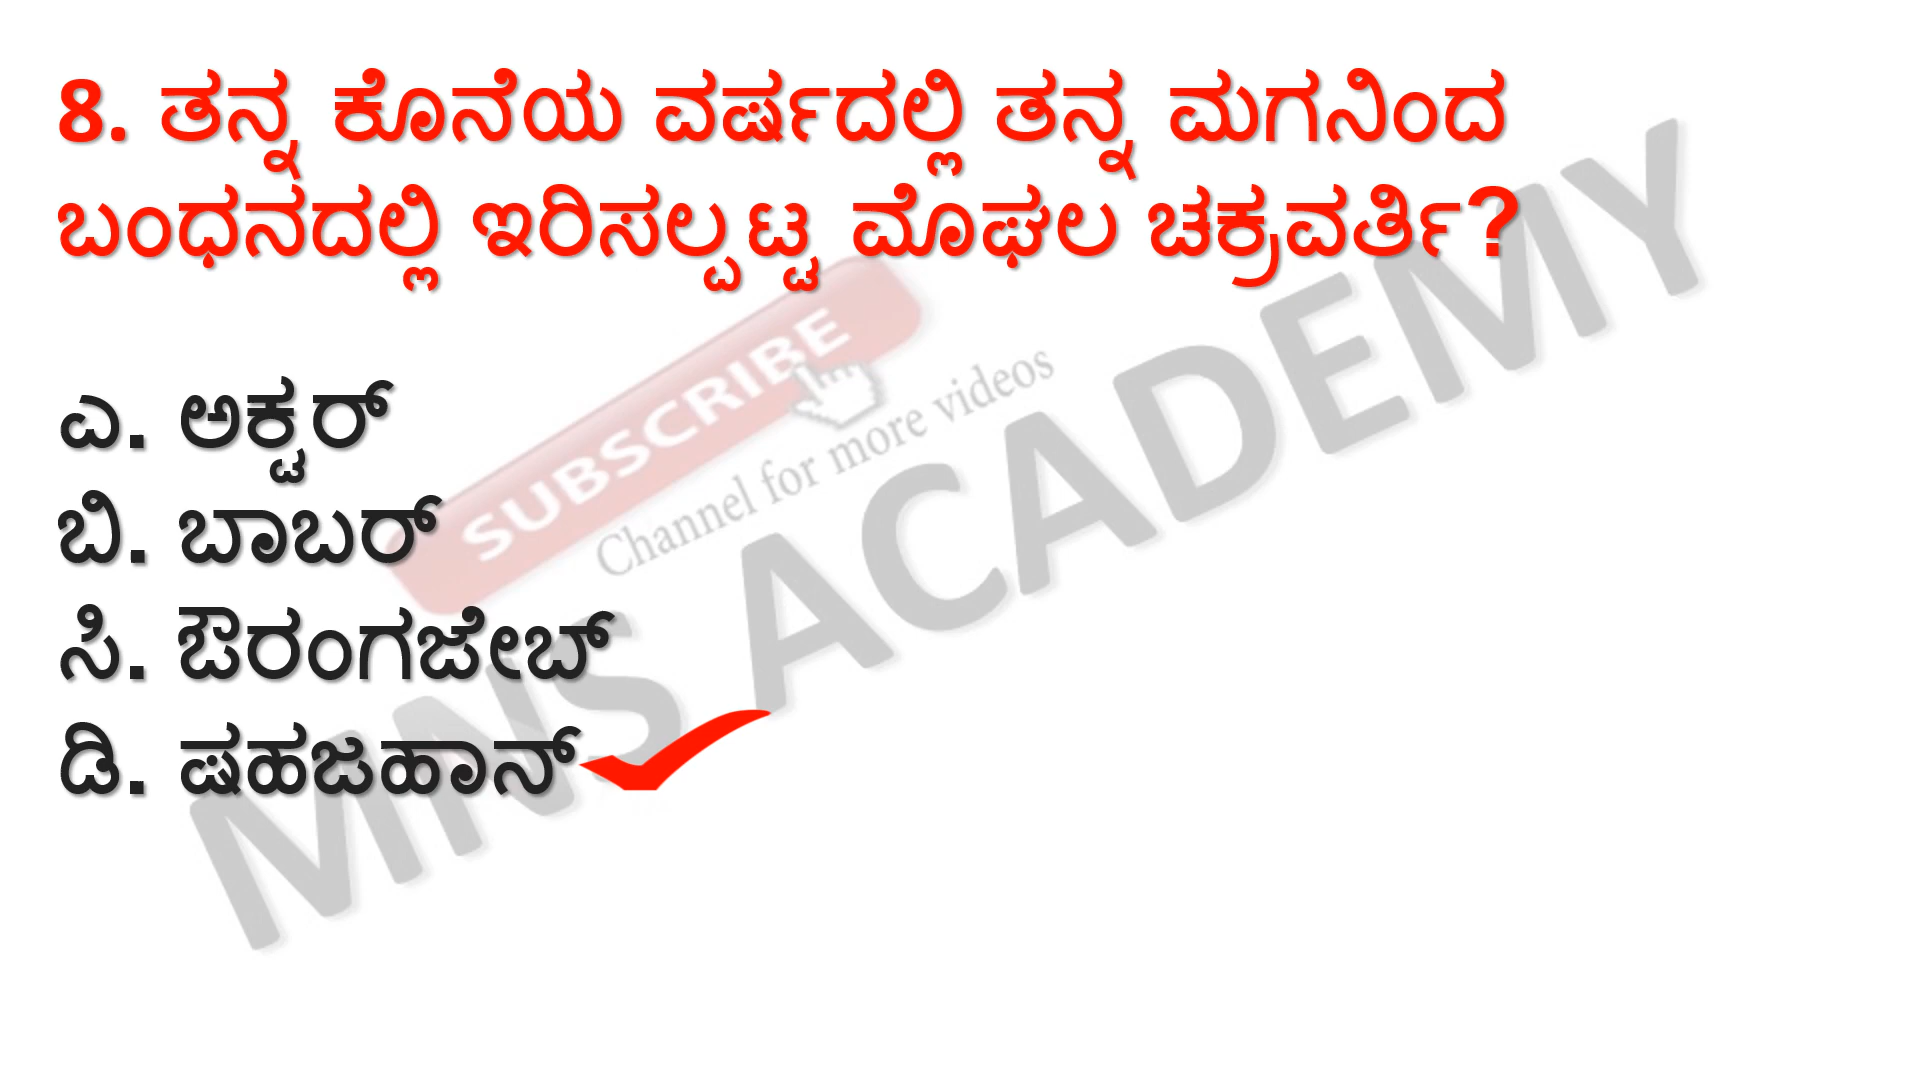 8. ತನ್ನ ಕೊನೆಯ ವರ್ಷದಲ್ಲಿ ತನ್ನ ಮಗನಿಂದ
ಬಂಧನದಲ್ಲಿ ಇರಿಸಲ್ಪಟ್ಟ ಮೊಘಲ ಚಕ್ರವರ್ತಿ?
ಎ. ಅಕ್ಟರ್
ಬಿ. ಬಾಬರ್
ಸಿ. ಔರಂಗಜೇಬ್
ಡಿ. ಷಹಜಹಾನ್
SUBSCRIBE
Channel for more videos
MNS ACADEMY